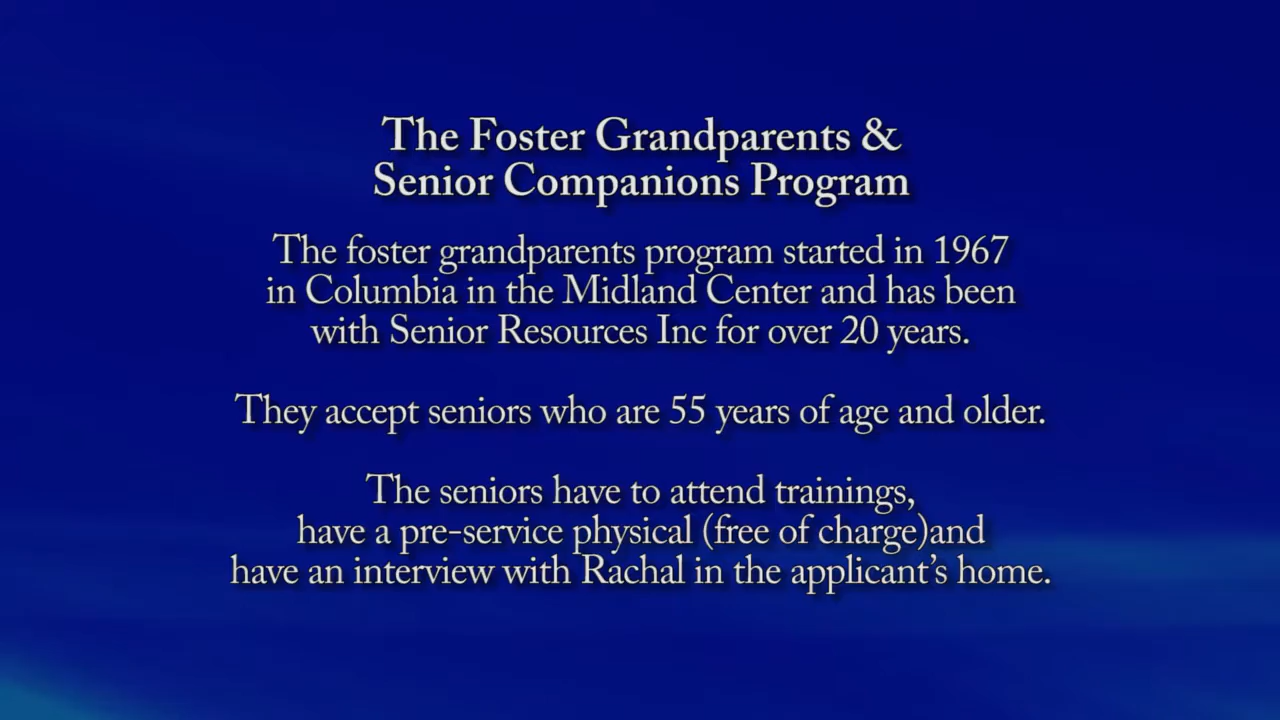 The Foster Grandparents &
Senior Companions Program
The foster grandparents program started in 1967
in Columbia in the Midland Center and has been
with Senior Resources Inc for over 20 years.
They accept seniors who are 55 years of age and older.
The seniors have to attend trainings,
have a pre-service physical (free of charge)and
have an interview with Rachal in the applicant’s home.